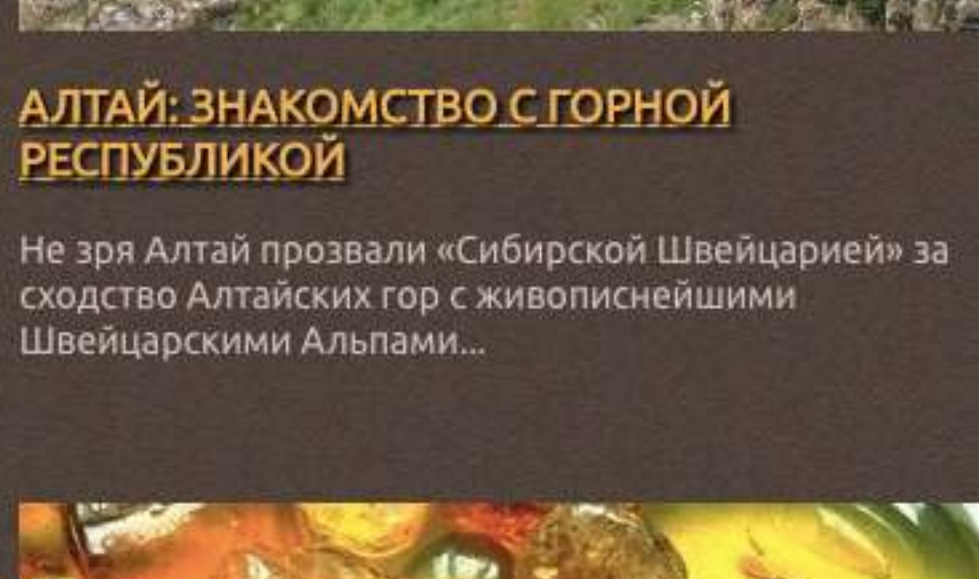 АЛТАЙ: ЗНАКОМСТВО С ГОРНОЙ
РЕСПУБЛИКОЙ
Не зря Алтай прозвали «Сибирской Швейцарией» за
сходство Алтайских гор с живописнейшими
Швейцарскими Альпами...